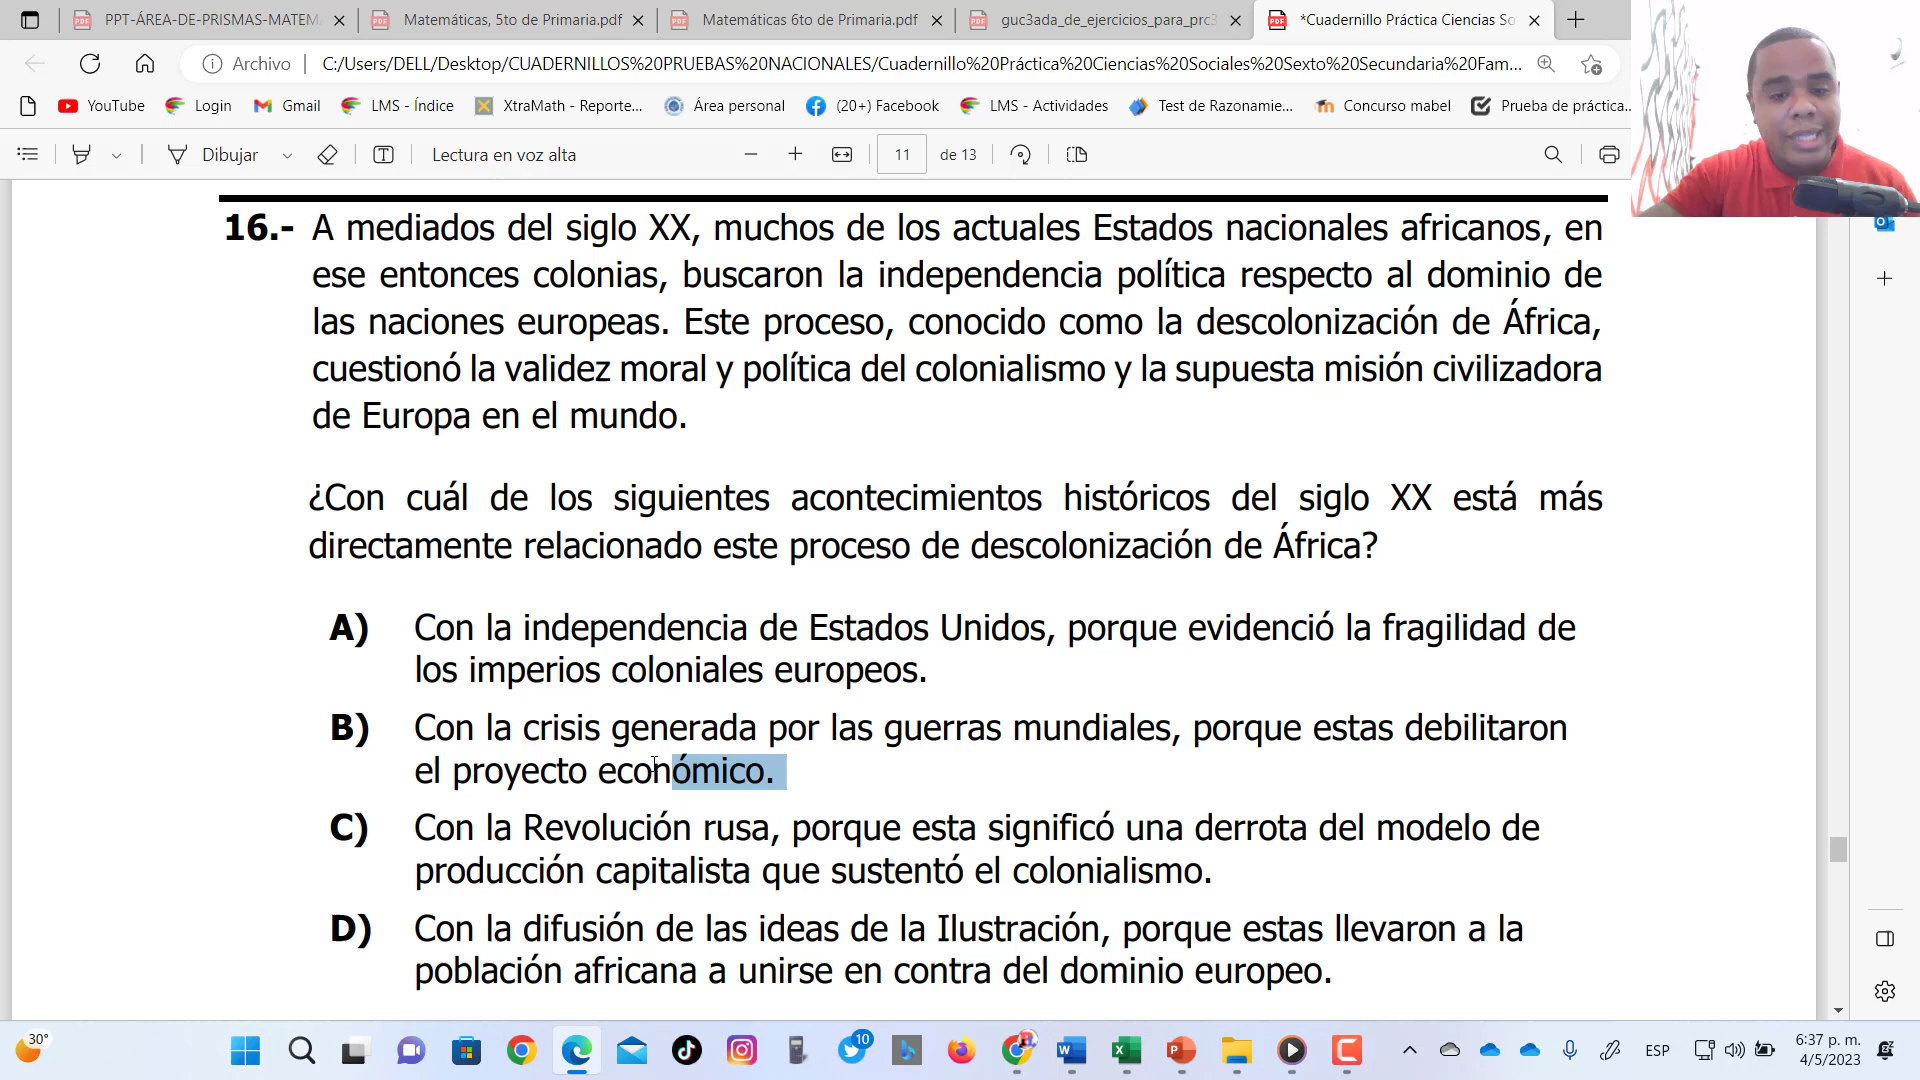 PPT-ÁREA-DE-PRISMAS-MATEM
Matemáticas, 5to de Primaria.pdf
Matemáticas 6to de Primaria.pdf
guc3ada_de_ejercicios_para_prc3
*Cuadernillo Práctica Ciencias So
Archivo
C:/Users/DELL/Desktop/CUADERNILLOS%20PRUEBAS%20NACIONALES/Cuadernillo%20Práctica%20Ciencias%20Sociales%20Sexto%20Secundaria%20Fam...
YouTube
Login
Gmail
LMS - Índice
XtraMath - Reporte...
Área personal
(20+) Facebook
LMS - Actividades
Test de Razonamie...
Concurso mabel
Prueba de práctica...
Dibujar
Lectura en voz alta
11
de 13
16.- A mediados del siglo XX, muchos de los actuales Estados nacionales africanos, en
ese entonces colonias, buscaron la independencia política respecto al dominio de
las naciones europeas. Este proceso, conocido como la descolonización de África,
cuestionó la validez moral y política del colonialismo y la supuesta misión civilizadora
de Europa en el mundo.
¿Con cuál de los siguientes acontecimientos históricos del siglo XX está más
directamente relacionado este proceso de descolonización de África?
A) Con la independencia de Estados Unidos, porque evidenció la fragilidad de
los imperios coloniales europeos.
B) Con la crisis generada por las guerras mundiales, porque estas debilitaron
el proyecto económico.
C) Con la Revolución rusa, porque esta significó una derrota del modelo de
producción capitalista que sustentó el colonialismo.
D) Con la difusión de las ideas de la Ilustración, porque estas llevaron a la
población africana a unirse en contra del dominio europeo.
30°
10
ESP
6:37 p. m.
4/5/2023